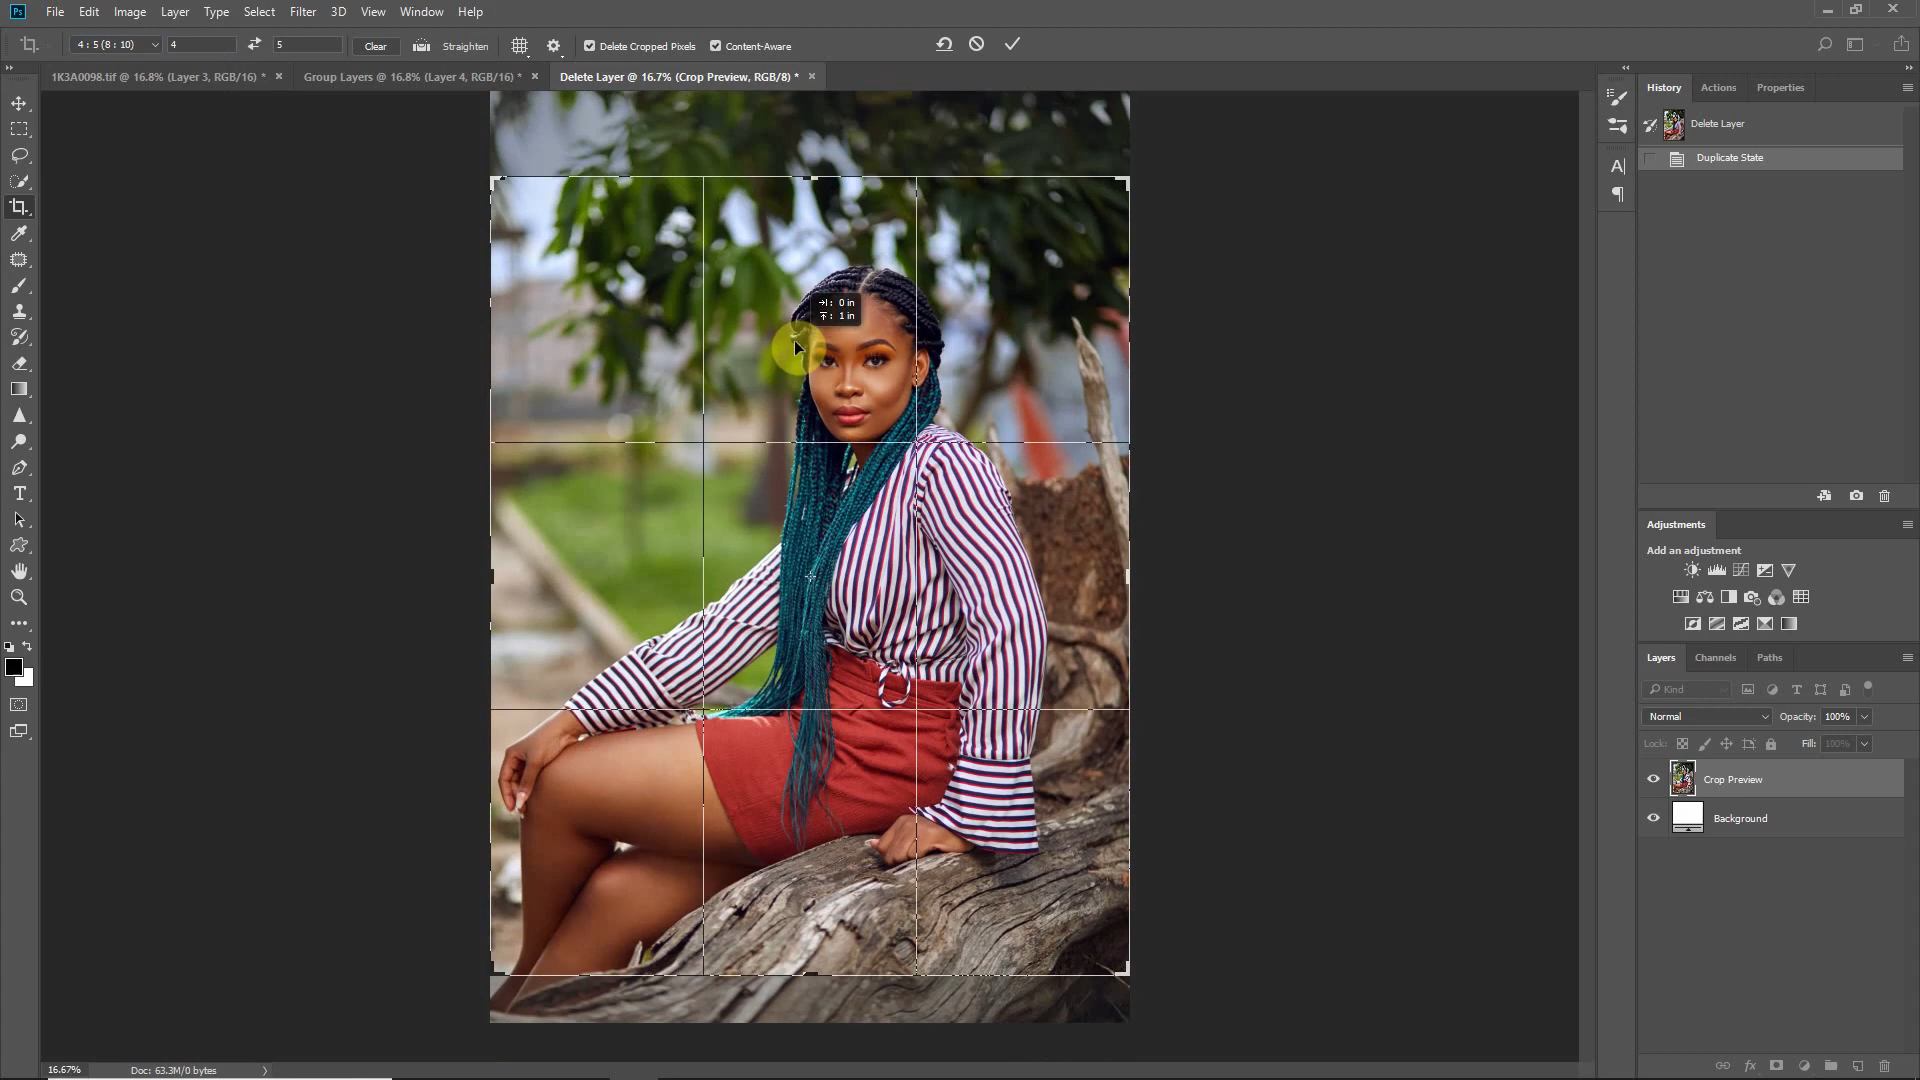 Ps File Edit Image Layer Type Select Filter 3D View Window Help
4 : 5 (8 : 10) 4 5 Clear Straighten Delete Cropped Pixels Content-Aware
1K3A0098.tif @ 16.8% (Layer 3, RGB/16) * Group Layers @ 16.8% (Layer 4, RGB/16) * Delete Layer @ 16.7% (Crop Preview, RGB/8) *
History Actions Properties
Delete Layer
Duplicate State
0 in
1 in
Adjustments
Add an adjustment
Layers Channels Paths
Kind
Normal Opacity: 100%
Lock: Fill: 100%
Crop Preview
Background
16.67% Doc: 63.3M/0 bytes